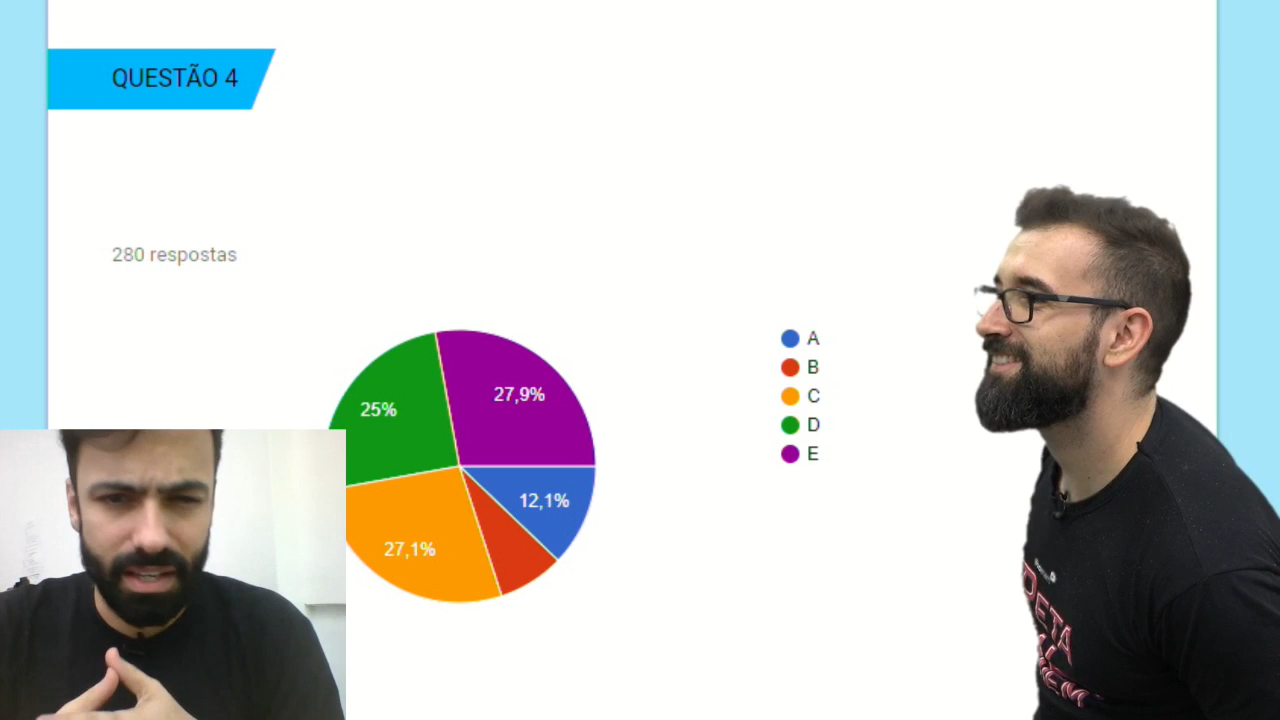 QUESTÃO 4
280 respostas
27,9%
25%
12,1%
27,1%
A
B
C
D
E